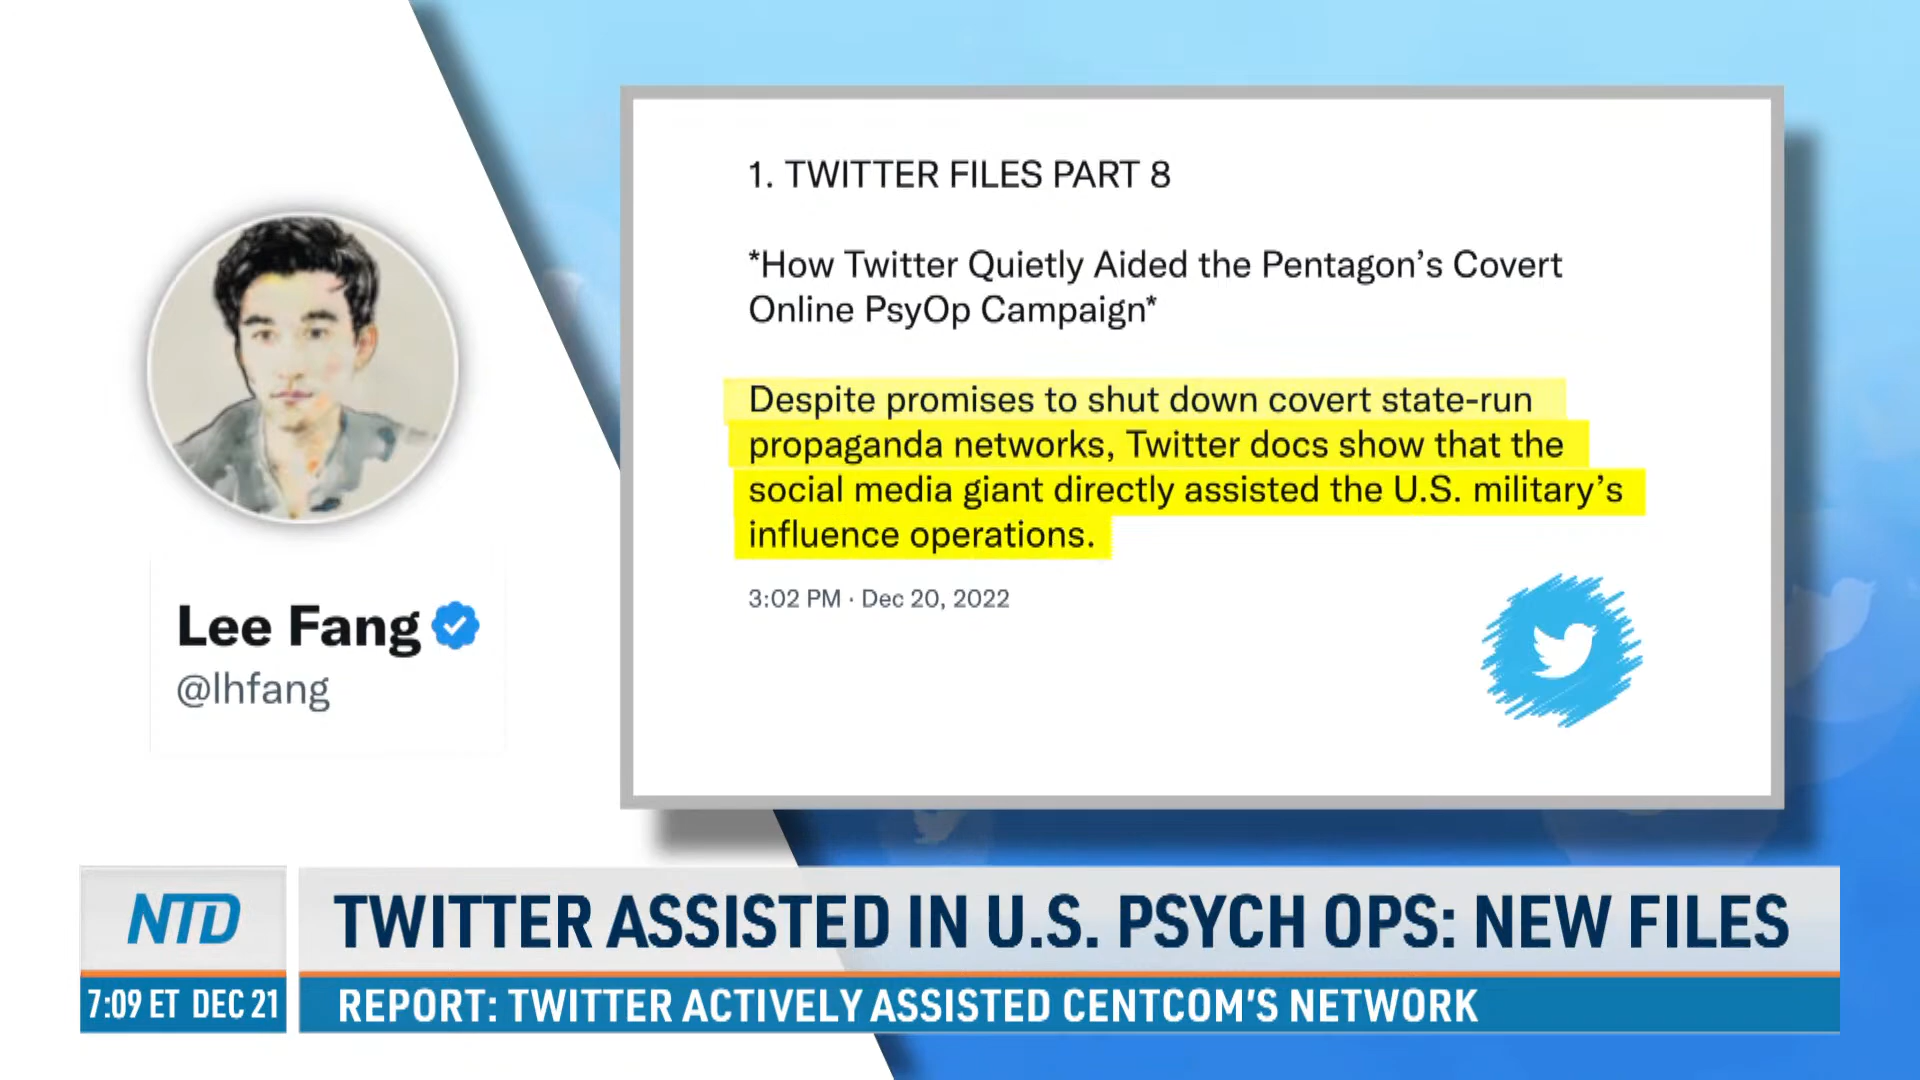 1. TWITTER FILES PART 8
*How Twitter Quietly Aided the Pentagon’s Covert
Online PsyOp Campaign*
Despite promises to shut down covert state-run
propaganda networks, Twitter docs show that the
social media giant directly assisted the U.S. military’s
influence operations.
3:02 PM · Dec 20, 2022
Lee Fang
@lhfang
NTD
TWITTER ASSISTED IN U.S. PSYCH OPS: NEW FILES
7:09 ET DEC 21
REPORT: TWITTER ACTIVELY ASSISTED CENTCOM'S NETWORK